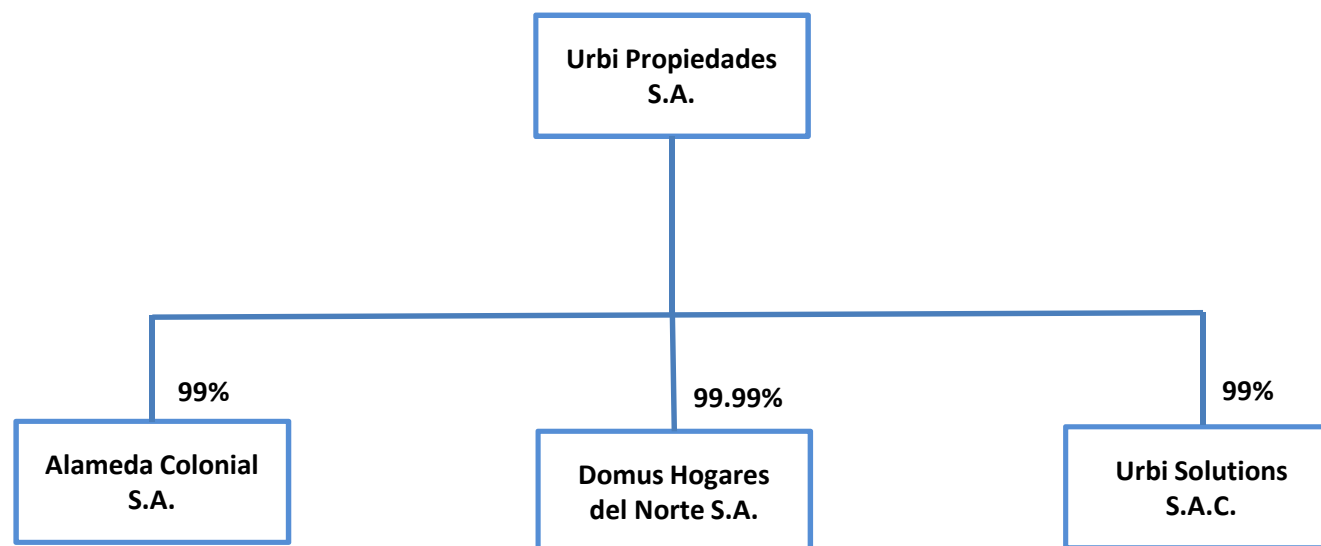 Urbi Propiedades
S.A.
99%
99.99%
99%
Alameda Colonial
S.A.
Domus Hogares
del Norte S.A.
Urbi Solutions
S.A.C.